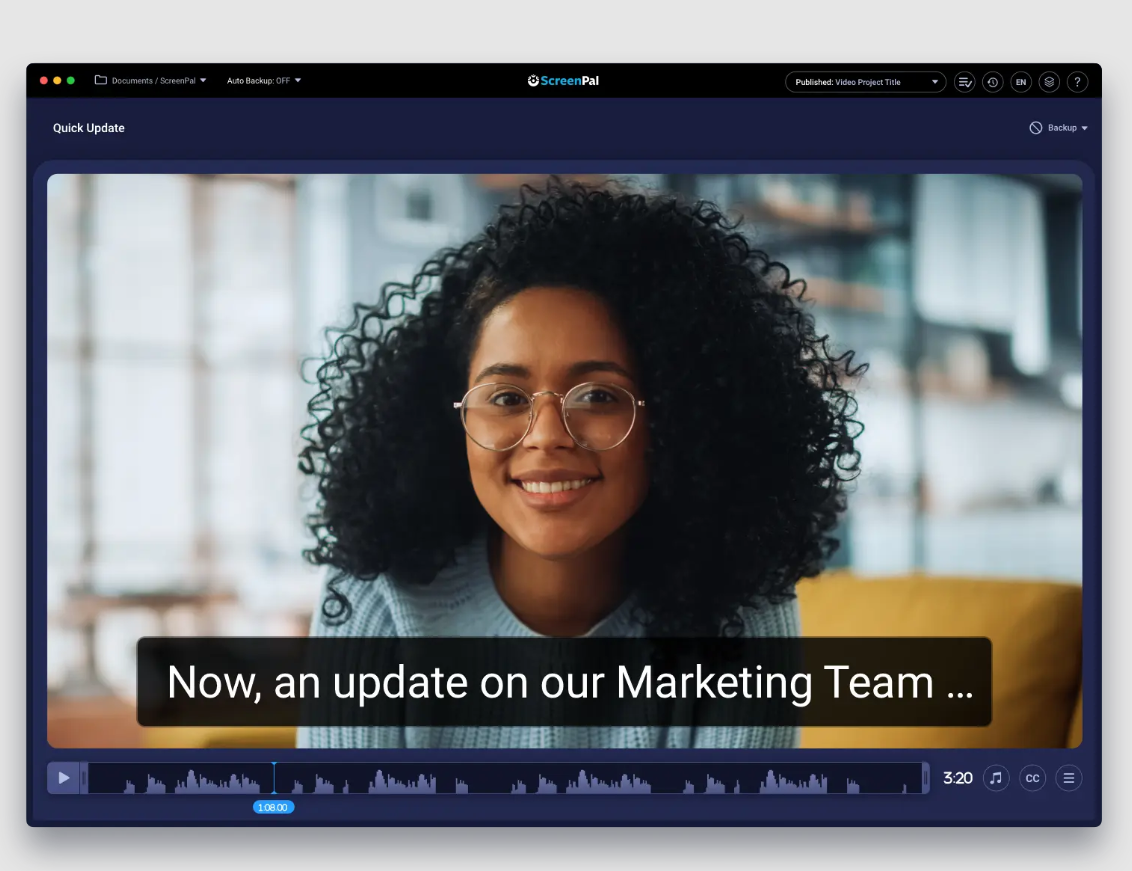 Documents / ScreenPal
Auto Backup: OFF
ScreenPal
Published: Video Project Title
EN
?
Quick Update
Backup
Now, an update on our Marketing Team ...
3:20
CC
1:08.00